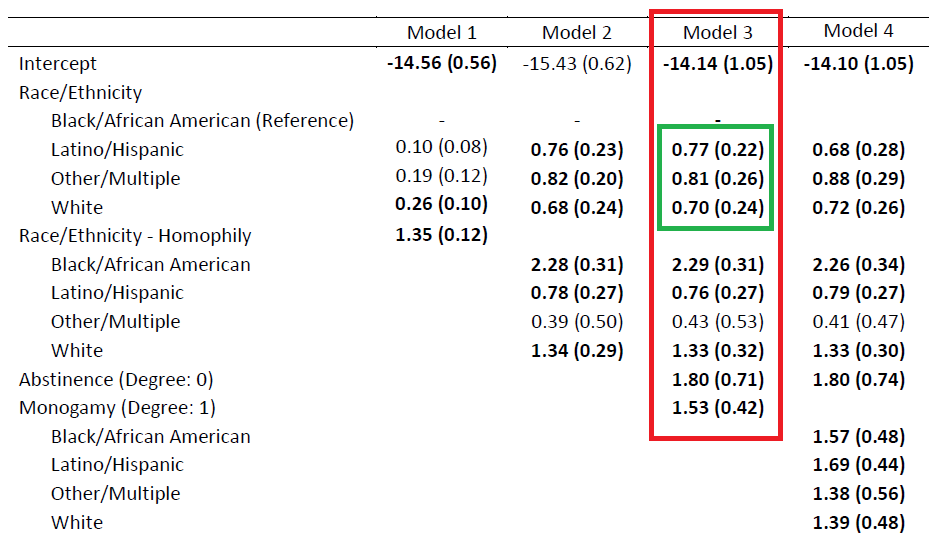 Model 1 Model 2 Model 3 Model 4
Intercept -14.56 (0.56) -15.43 (0.62) -14.14 (1.05) -14.10 (1.05)
Race/Ethnicity
Black/African American (Reference) - - -
Latino/Hispanic 0.10 (0.08) 0.76 (0.23) 0.77 (0.22) 0.68 (0.28)
Other/Multiple 0.19 (0.12) 0.82 (0.20) 0.81 (0.26) 0.88 (0.29)
White 0.26 (0.10) 0.68 (0.24) 0.70 (0.24) 0.72 (0.26)
Race/Ethnicity - Homophily 1.35 (0.12)
Black/African American 2.28 (0.31) 2.29 (0.31) 2.26 (0.34)
Latino/Hispanic 0.78 (0.27) 0.76 (0.27) 0.79 (0.27)
Other/Multiple 0.39 (0.50) 0.43 (0.53) 0.41 (0.47)
White 1.34 (0.29) 1.33 (0.32) 1.33 (0.30)
Abstinence (Degree: 0) 1.80 (0.71) 1.80 (0.74)
Monogamy (Degree: 1) 1.53 (0.42)
Black/African American 1.57 (0.48)
Latino/Hispanic 1.69 (0.44)
Other/Multiple 1.38 (0.56)
White 1.39 (0.48)